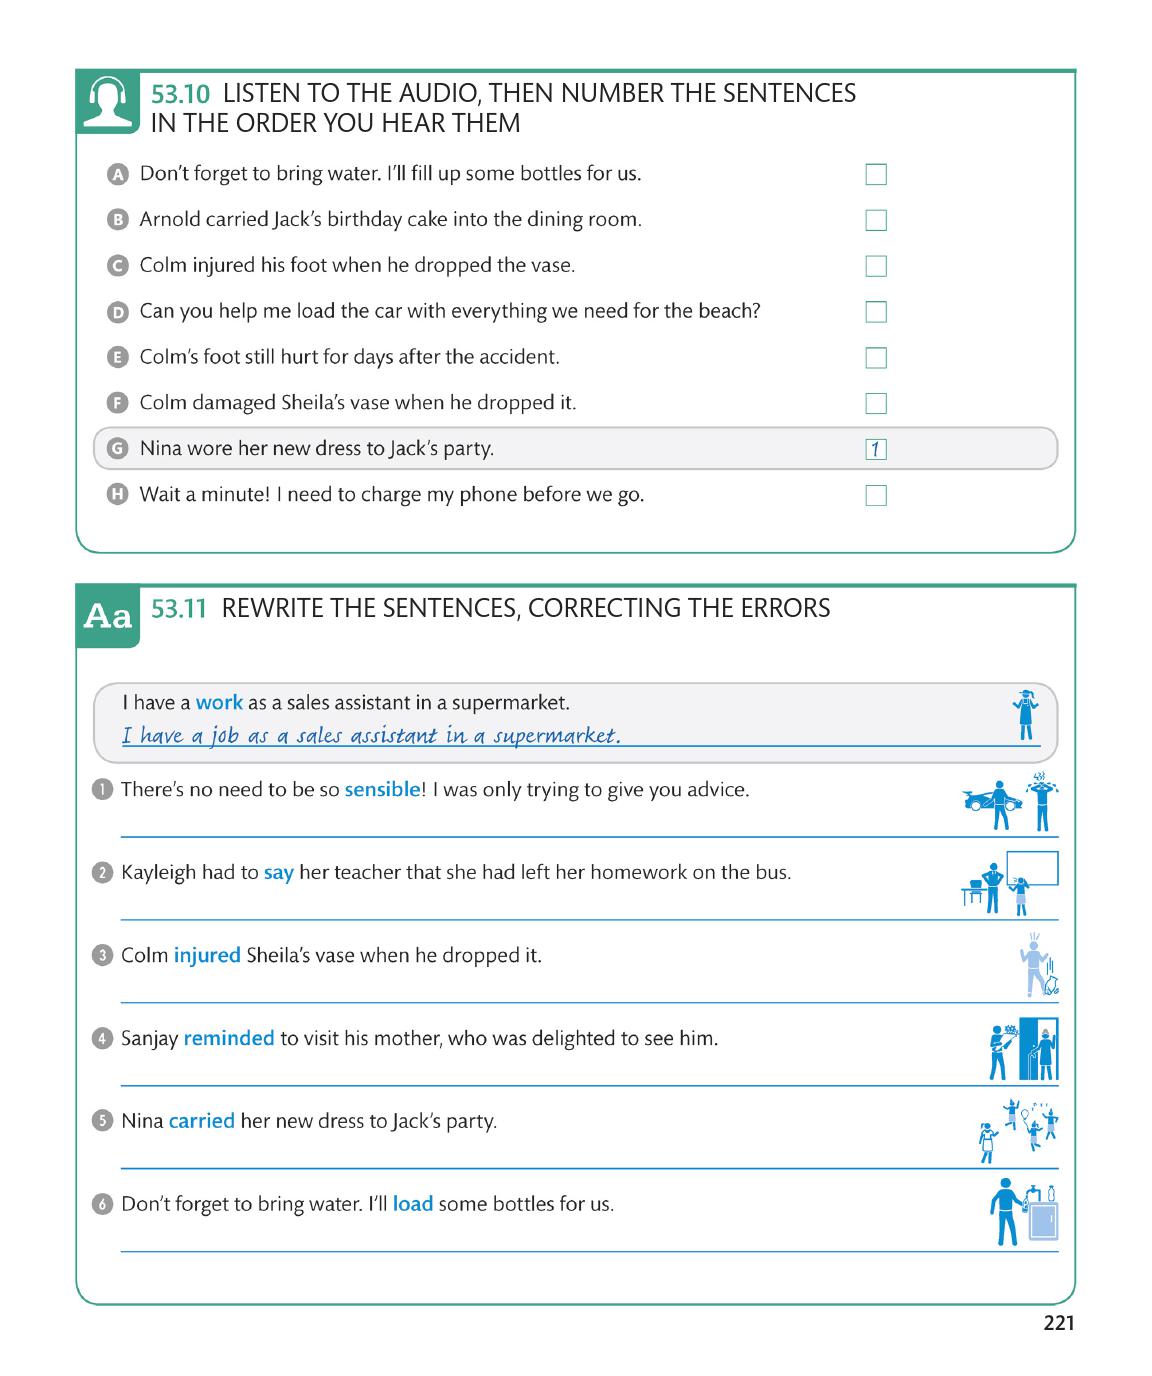 53.10 LISTEN TO THE AUDIO, THEN NUMBER THE SENTENCES
IN THE ORDER YOU HEAR THEM
A Don't forget to bring water. I'll fill up some bottles for us.
B Arnold carried Jack's birthday cake into the dining room.
C Colm injured his foot when he dropped the vase.
D Can you help me load the car with everything we need for the beach?
E Colm's foot still hurt for days after the accident.
F Colm damaged Sheila's vase when he dropped it.
G Nina wore her new dress to Jack's party. 1
H Wait a minute! I need to charge my phone before we go.
Aa 53.11 REWRITE THE SENTENCES, CORRECTING THE ERRORS
I have a work as a sales assistant in a supermarket.
I have a job as a sales assistant in a supermarket.
1 There's no need to be so sensible! I was only trying to give you advice.
2 Kayleigh had to say her teacher that she had left her homework on the bus.
3 Colm injured Sheila's vase when he dropped it.
4 Sanjay reminded to visit his mother, who was delighted to see him.
5 Nina carried her new dress to Jack's party.
6 Don't forget to bring water. I'll load some bottles for us.
221